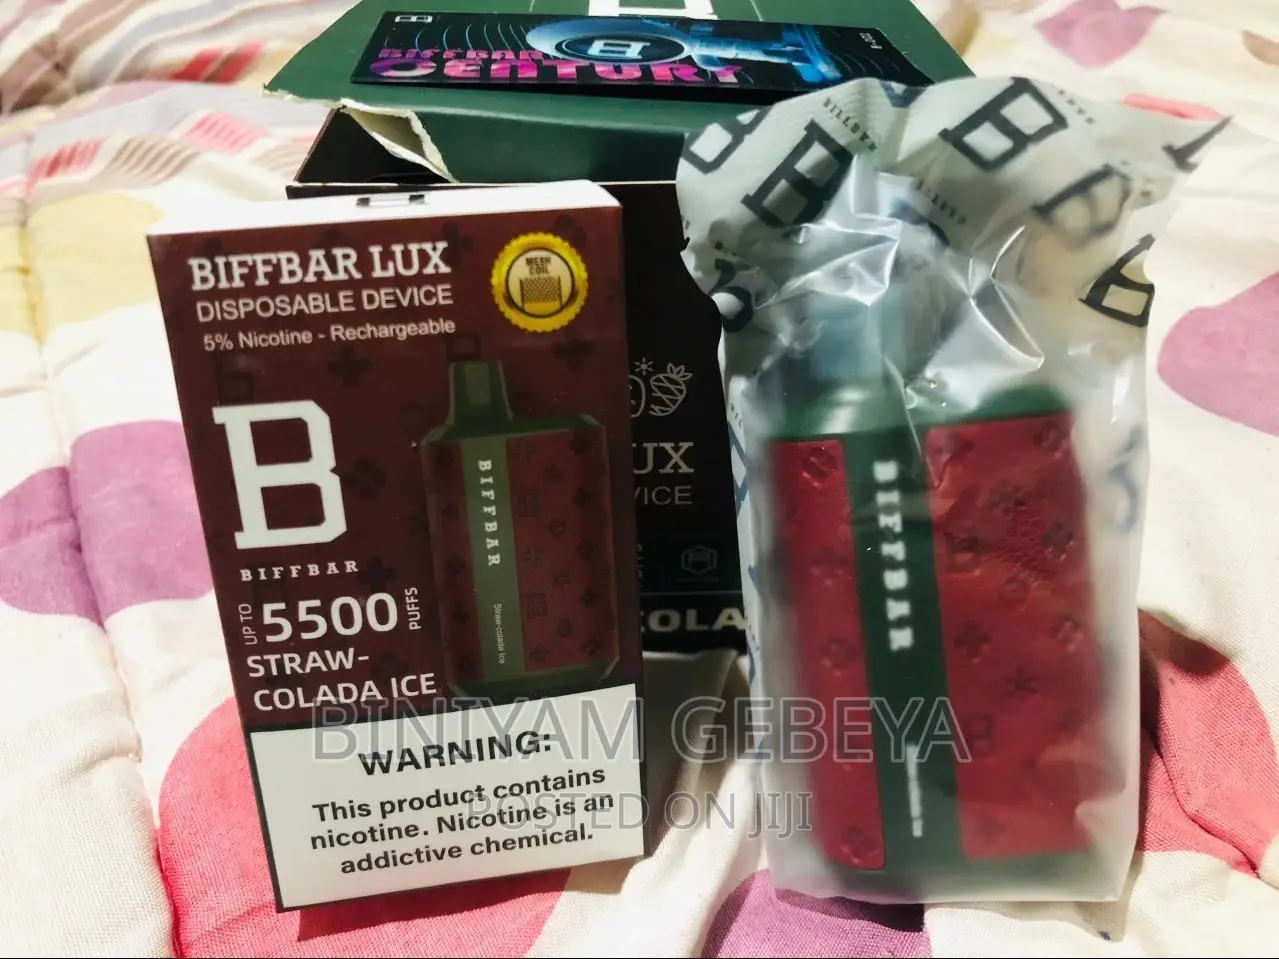 BIFFBAR
CENTURY
BIFFBAR LUX
DISPOSABLE DEVICE
5% Nicotine - Rechargeable
MESH
COIL
B
BIFFBAR
UP TO 5500 PUFFS
STRAW-
COLADA ICE
BIFFBAR
Straw-colada Ice
WARNING:
This product contains
nicotine. Nicotine is an
addictive chemical.
UX
VICE
COLA
BIFFBAR
BINIYAM GEBEYA
POSTED ON JIJI